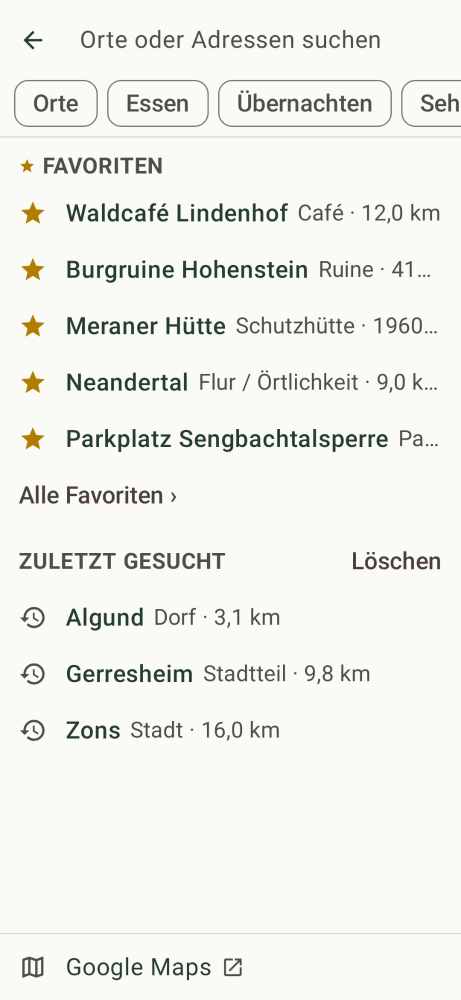 Orte oder Adressen suchen
Orte Essen Übernachten Seh
FAVORITEN
Waldcafé Lindenhof Café · 12,0 km
Burgruine Hohenstein Ruine · 41…
Meraner Hütte Schutzhütte · 1960…
Neandertal Flur / Örtlichkeit · 9,0 k…
Parkplatz Sengbachtalsperre Pa…
Alle Favoriten ›
ZULETZT GESUCHT Löschen
Algund Dorf · 3,1 km
Gerresheim Stadtteil · 9,8 km
Zons Stadt · 16,0 km
Google Maps